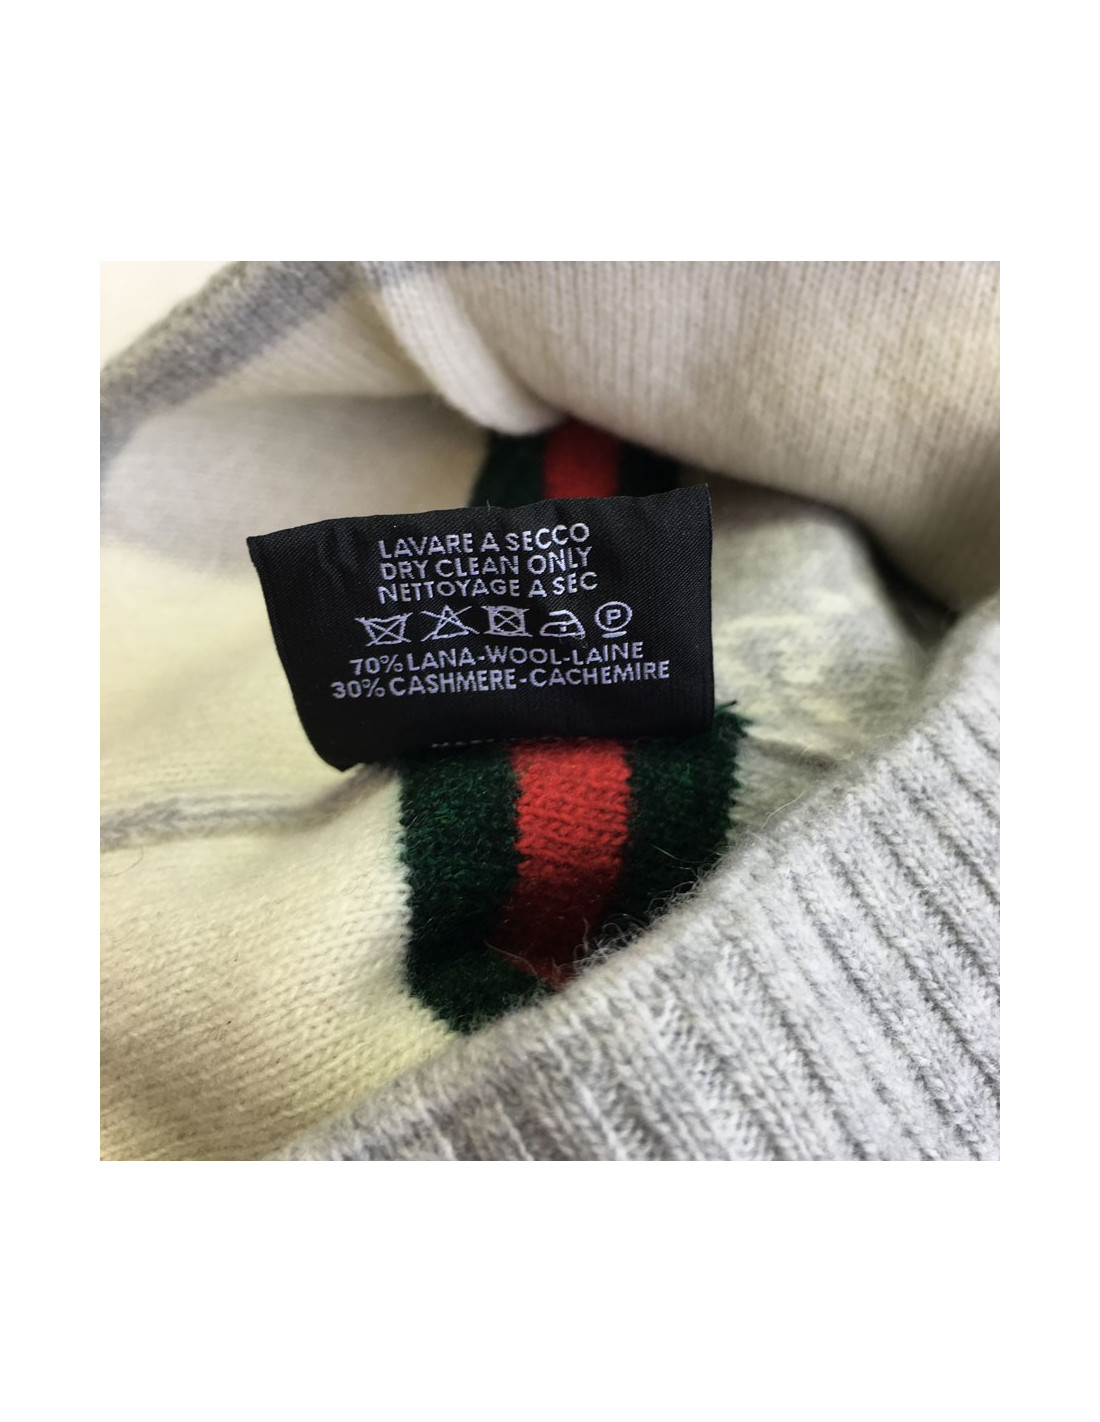 LAVARE A SECCO
DRY CLEAN ONLY
NETTOYAGE A SEC
P
70% LANA-WOOL-LAINE
30% CASHMERE-CACHEMIRE